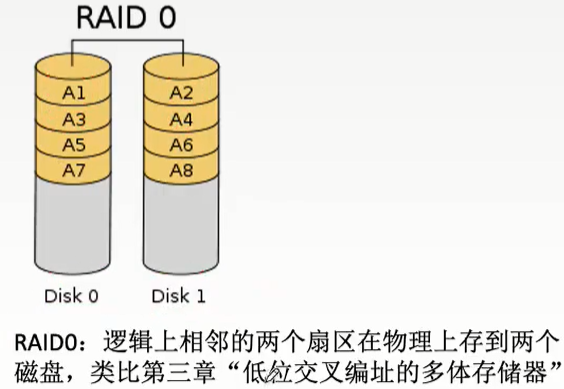 RAID 0
A1 A2
A3 A4
A5 A6
A7 A8
Disk 0 Disk 1
RAID0：逻辑上相邻的两个扇区在物理上存到两个
磁盘，类比第三章“低位交叉编址的多体存储器”